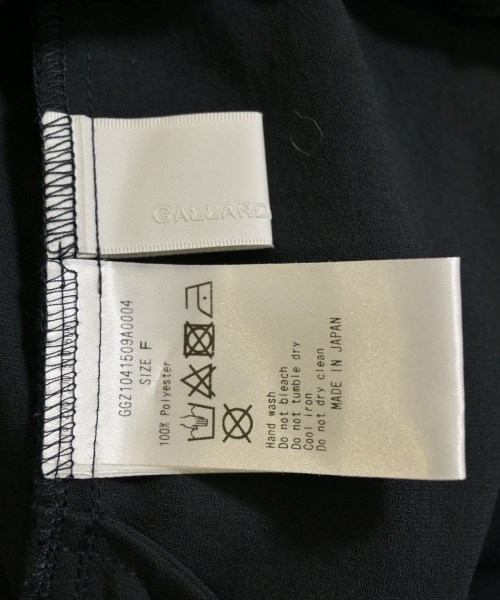 GALLARD
GGZ1041509A0004
SIZE F
100% Polyester
Hand wash
Do not bleach
Do not tumble dry
Cool iron
Do not dry clean
MADE IN JAPAN